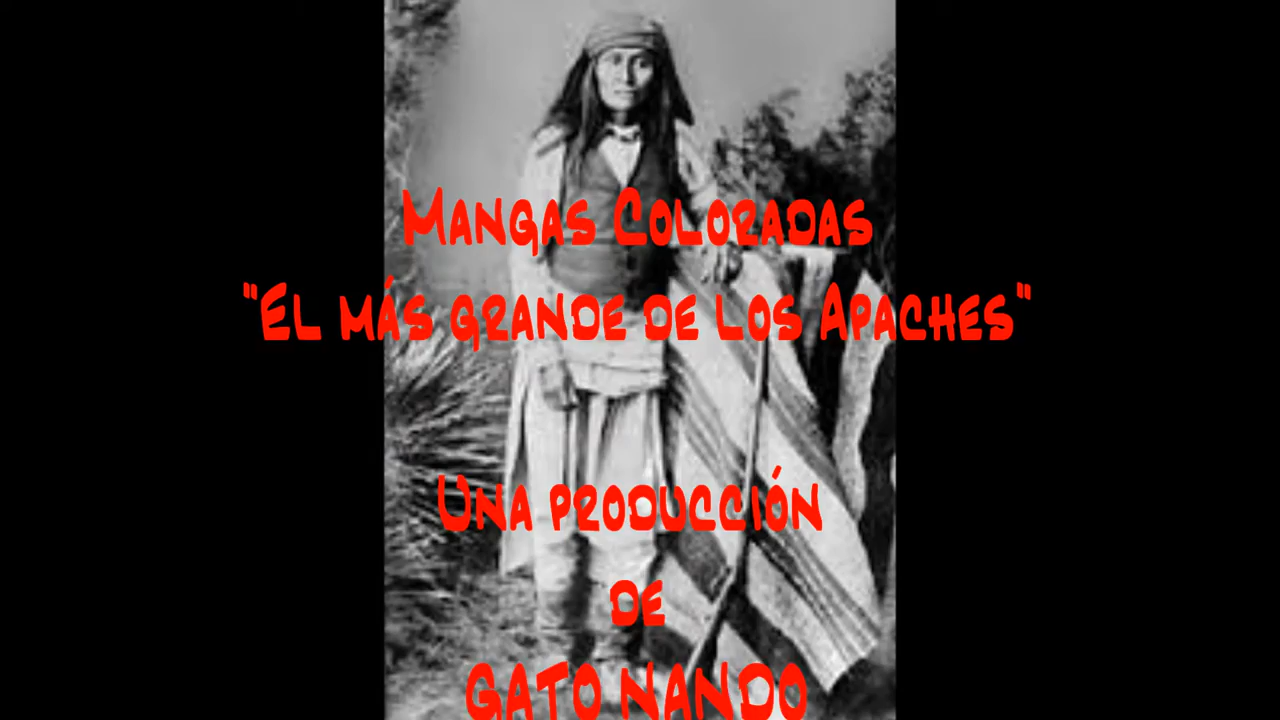 Mangas Coloradas
"El más grande de los Apaches"
Una producción
de
GATO NANDO